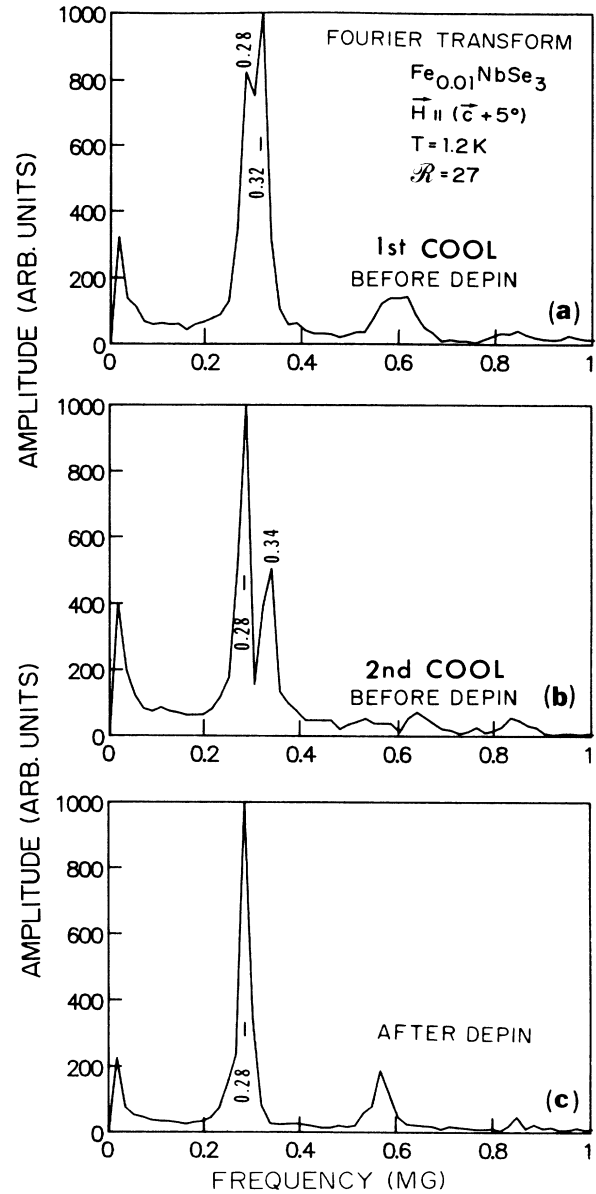 FOURIER TRANSFORM
Fe0.01NbSe3
H⃗ II (c⃗ +5°)
T = 1.2 K
ℛ = 27
1st COOL
BEFORE DEPIN
(a)
0.28
0.32
AMPLITUDE (ARB. UNITS)
1000
800
600
400
200
0
0 0.2 0.4 0.6 0.8 1
0.28
0.34
2nd COOL
BEFORE DEPIN
(b)
AMPLITUDE (ARB. UNITS)
1000
800
600
400
200
0
0 0.2 0.4 0.6 0.8 1
0.28
AFTER DEPIN
(c)
1000
800
600
400
200
0
0 0.2 0.4 0.6 0.8 1
FREQUENCY (MG)